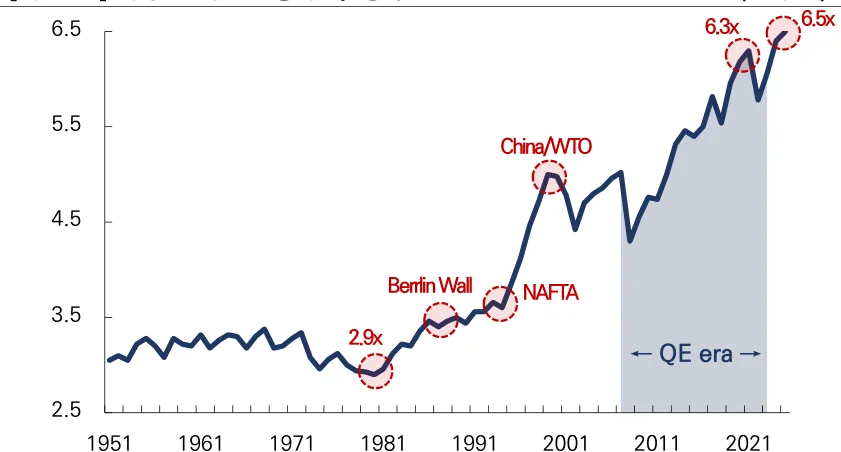 6.5x
6.3x
6.5
5.5
China/WTO
4.5
Berrlin Wall
NAFTA
3.5
2.9x
← QE era →
2.5
1951 1961 1971 1981 1991 2001 2011 2021